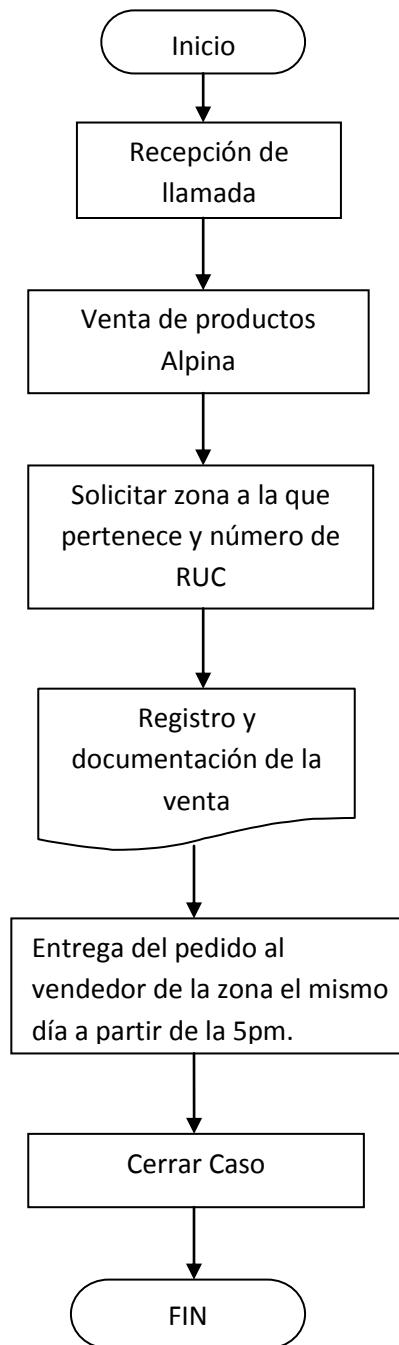 Inicio
Recepción de
llamada
Venta de productos
Alpina
Solicitar zona a la que
pertenece y número de
RUC
Registro y
documentación de la
venta
Entrega del pedido al
vendedor de la zona el mismo
día a partir de la 5pm.
Cerrar Caso
FIN